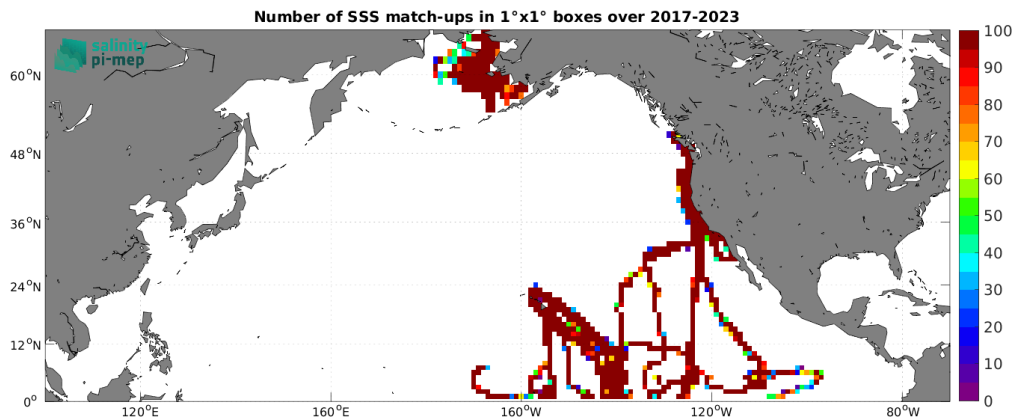 Number of SSS match-ups in 1°x1° boxes over 2017-2023
salinity
pi-mep
60°N
48°N
36°N
24°N
12°N
0°
120°E
160°E
160°W
120°W
80°W
100
90
80
70
60
50
40
30
20
10
0